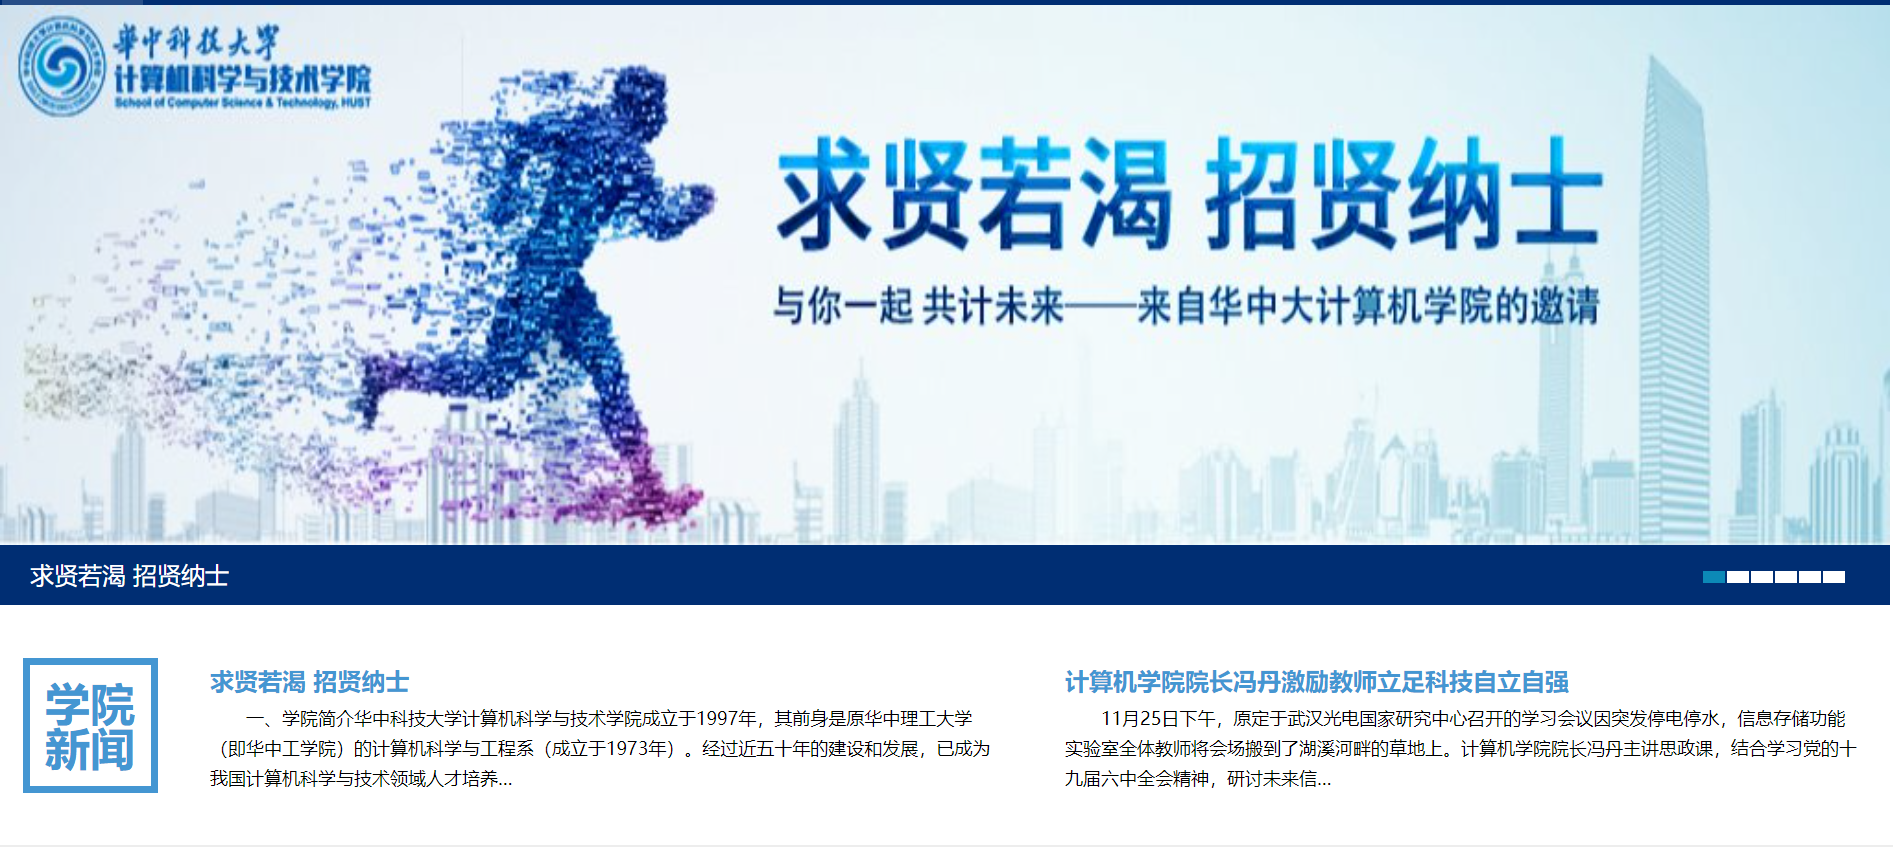 華中科技大学
计算机科学与技术学院
School of Computer Science & Technology, HUST
求贤若渴 招贤纳士
与你一起 共计未来——来自华中大计算机学院的邀请
求贤若渴 招贤纳士
学院
新闻
求贤若渴 招贤纳士
一、学院简介华中科技大学计算机科学与技术学院成立于1997年，其前身是原华中理工大学
（即华中工学院）的计算机科学与工程系（成立于1973年）。经过近五十年的建设和发展，已成为
我国计算机科学与技术领域人才培养...
计算机学院院长冯丹激励教师立足科技自立自强
11月25日下午，原定于武汉光电国家研究中心召开的学习会议因突发停电停水，信息存储功能
实验室全体教师将会场搬到了湖溪河畔的草地上。计算机学院院长冯丹主讲思政课，结合学习党的十
九届六中全会精神，研讨未来信...